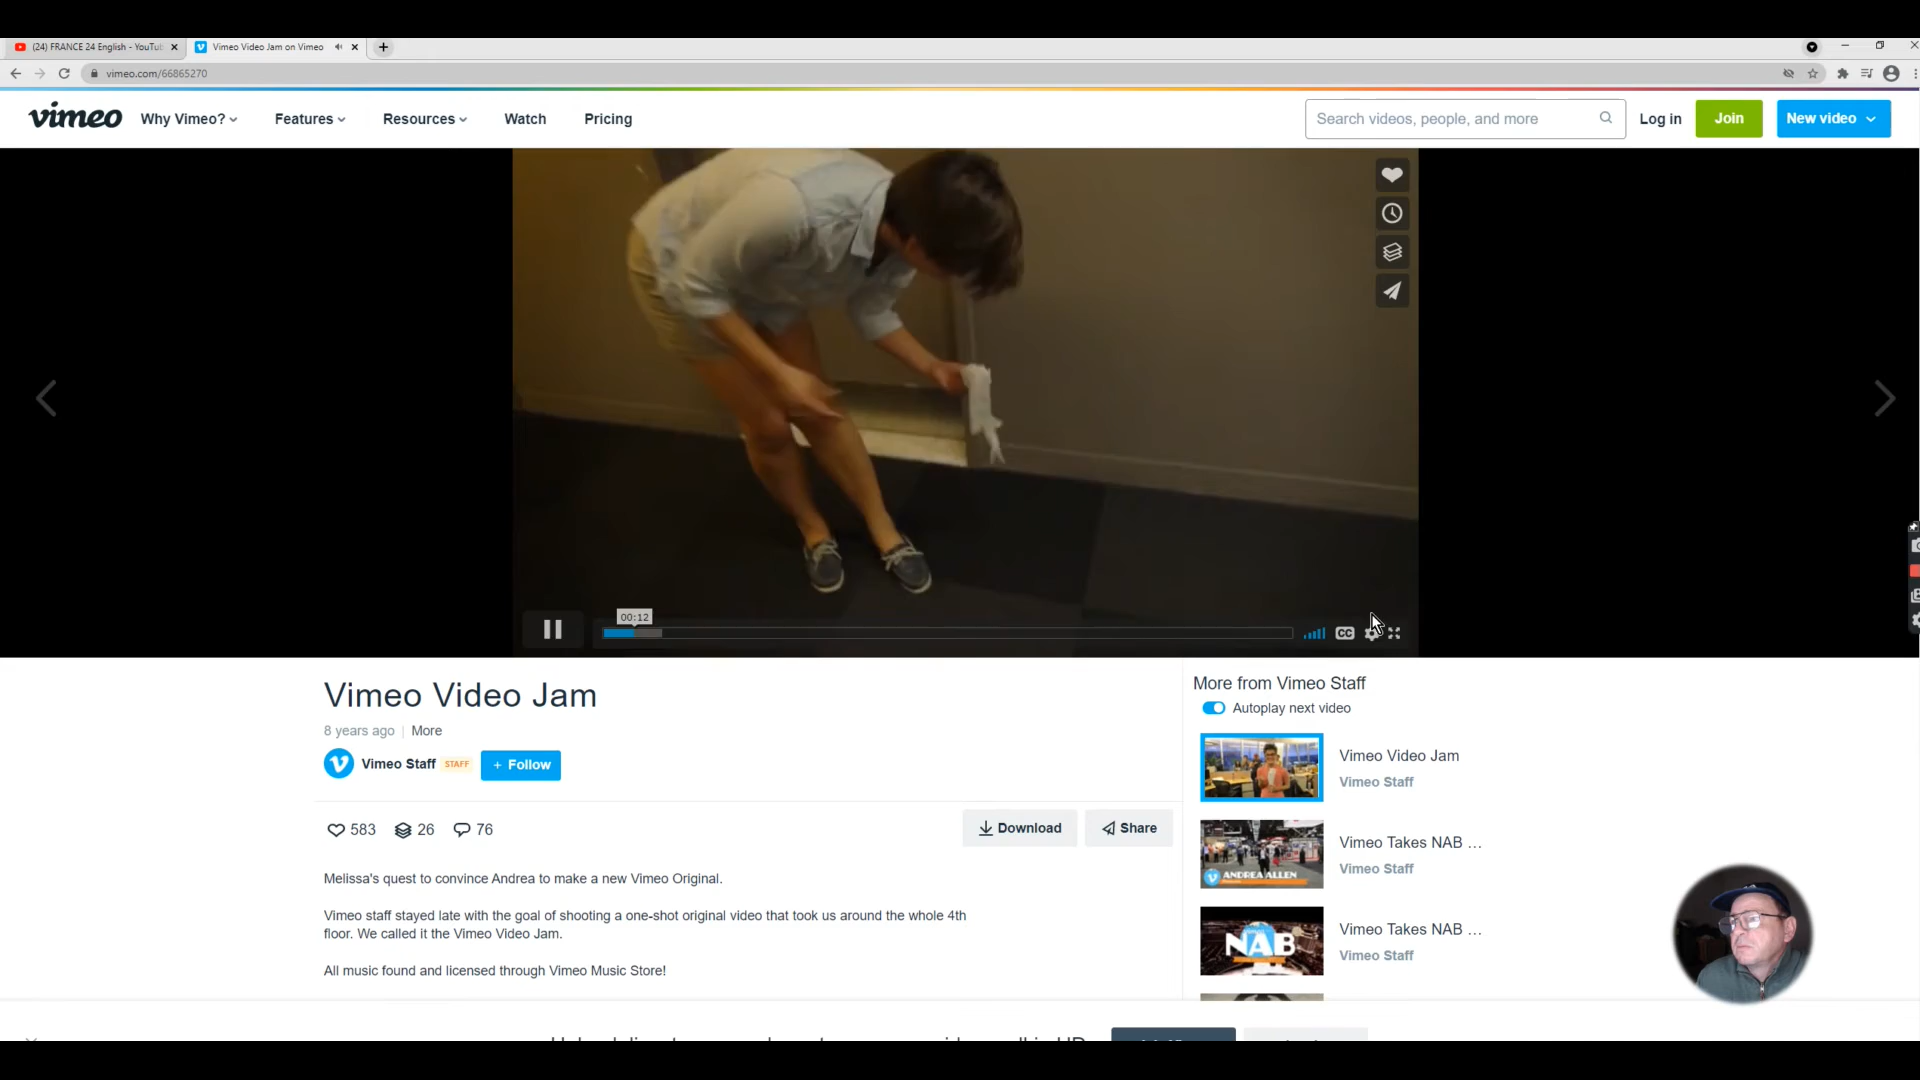 (24) FRANCE 24 English - YouTu
Vimeo Video Jam on Vimeo
vimeo.com/66865270
vimeo
Why Vimeo?
Features
Resources
Watch
Pricing
Search videos, people, and more
Log in
Join
New video
00:12
CC
Vimeo Video Jam
8 years ago | More
Vimeo Staff STAFF
+ Follow
583
26
76
Download
Share
Melissa's quest to convince Andrea to make a new Vimeo Original.
Vimeo staff stayed late with the goal of shooting a one-shot original video that took us around the whole 4th
floor. We called it the Vimeo Video Jam.
All music found and licensed through Vimeo Music Store!
More from Vimeo Staff
Autoplay next video
Vimeo Video Jam
Vimeo Staff
ANDREA ALLEN
Vimeo Takes NAB …
Vimeo Staff
NAB
Vimeo Takes NAB …
Vimeo Staff